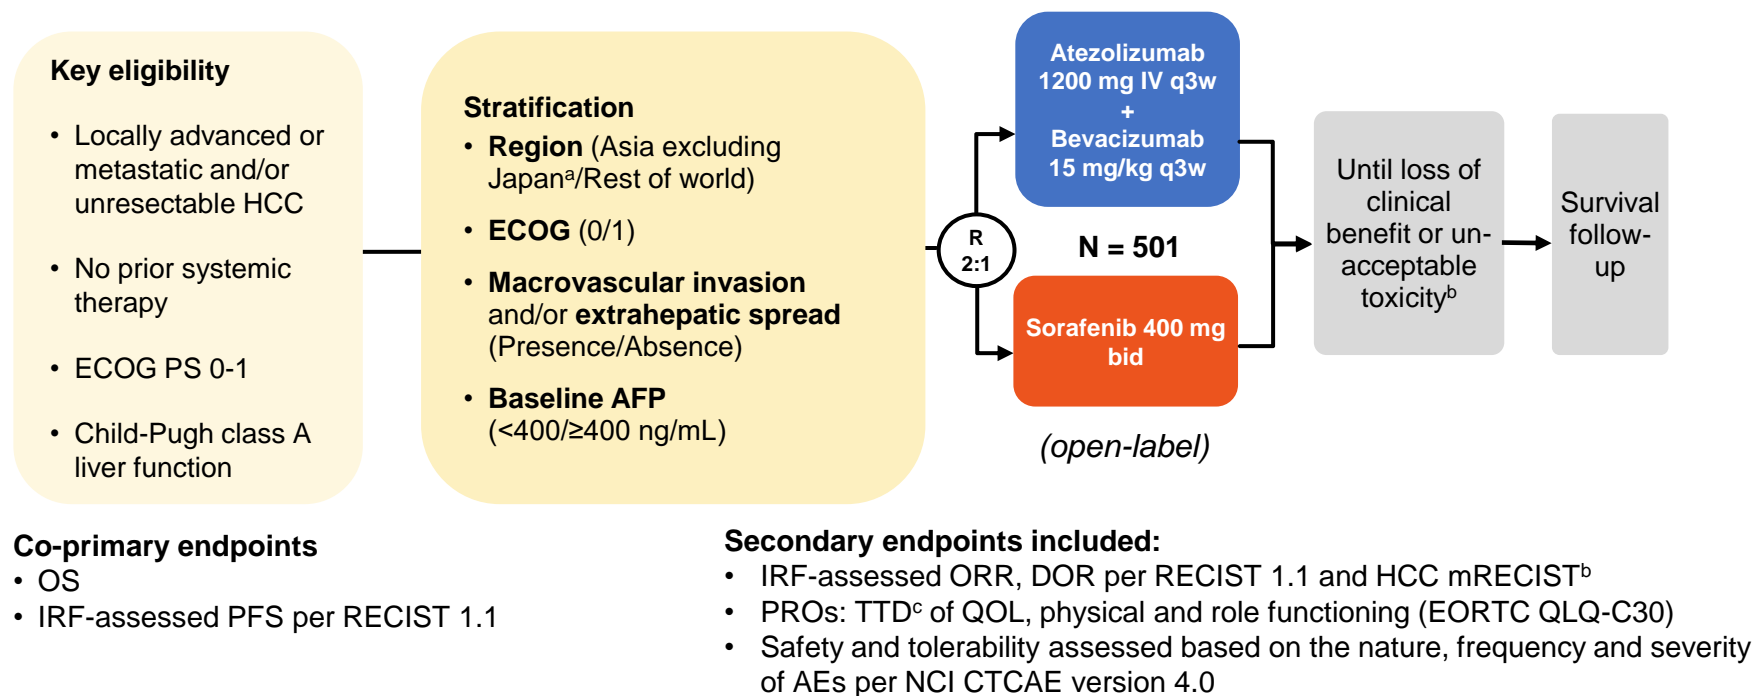 Key eligibility
• Locally advanced or
metastatic and/or
unresectable HCC
• No prior systemic
therapy
• ECOG PS 0-1
• Child-Pugh class A
liver function
Stratification
• Region (Asia excluding
Japanᵃ/Rest of world)
• ECOG (0/1)
• Macrovascular invasion
and/or extrahepatic spread
(Presence/Absence)
• Baseline AFP
(<400/≥400 ng/mL)
R
2:1
Atezolizumab
1200 mg IV q3w
+
Bevacizumab
15 mg/kg q3w
N = 501
Sorafenib 400 mg
bid
(open-label)
Until loss of
clinical
benefit or un-
acceptable
toxicityᵇ
Survival
follow-
up
Co-primary endpoints
• OS
• IRF-assessed PFS per RECIST 1.1
Secondary endpoints included:
• IRF-assessed ORR, DOR per RECIST 1.1 and HCC mRECISTᵇ
• PROs: TTDᶜ of QOL, physical and role functioning (EORTC QLQ-C30)
• Safety and tolerability assessed based on the nature, frequency and severity
of AEs per NCI CTCAE version 4.0